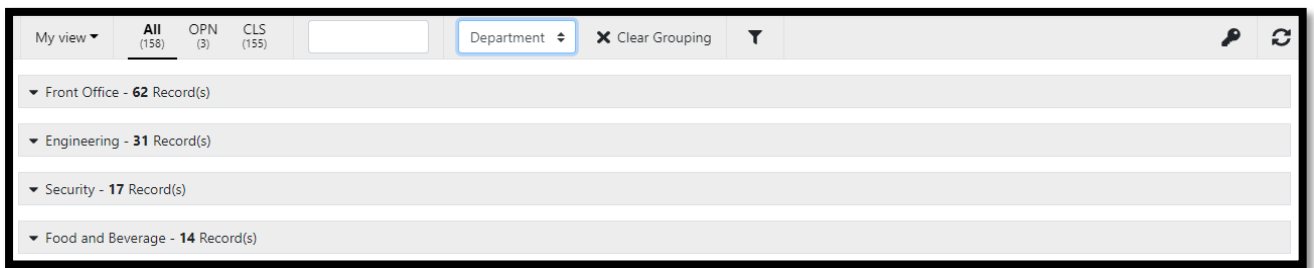 My view All OPN CLS Department Clear Grouping
(158) (3) (155)
Front Office - 62 Record(s)
Engineering - 31 Record(s)
Security - 17 Record(s)
Food and Beverage - 14 Record(s)